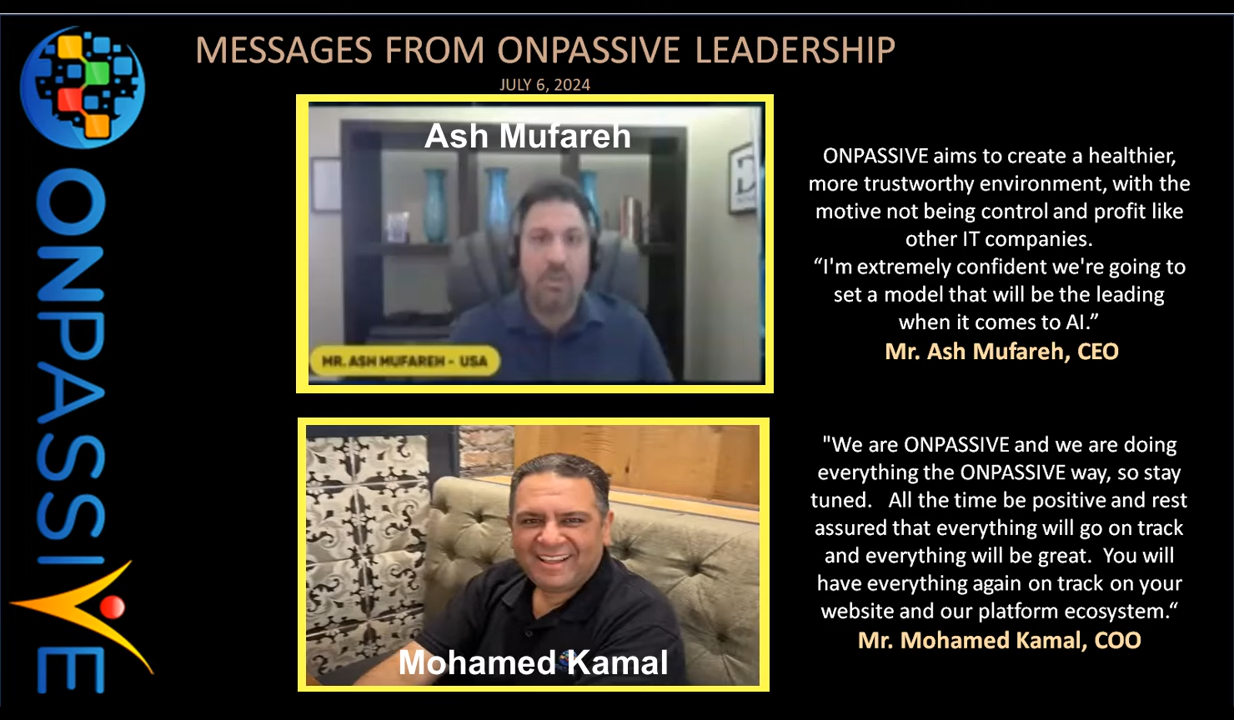 MESSAGES FROM ONPASSIVE LEADERSHIP
JULY 6, 2024
ONPASSIVE
Ash Mufareh
MR. ASH MUFAREH - USA
ONPASSIVE aims to create a healthier,
more trustworthy environment, with the
motive not being control and profit like
other IT companies.
“I'm extremely confident we're going to
set a model that will be the leading
when it comes to AI.”
Mr. Ash Mufareh, CEO
Mohamed Kamal
"We are ONPASSIVE and we are doing
everything the ONPASSIVE way, so stay
tuned.   All the time be positive and rest
assured that everything will go on track
and everything will be great.  You will
have everything again on track on your
website and our platform ecosystem.“
Mr. Mohamed Kamal, COO